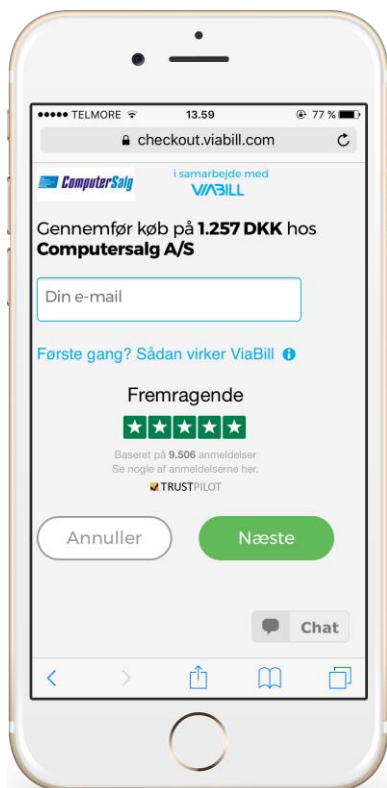 TELMORE 13.59 77 %
checkout.viabill.com
ComputerSalg
i samarbejde med
VIABILL
Gennemfør køb på 1.257 DKK hos
Computersalg A/S
Din e-mail
Første gang? Sådan virker ViaBill
Fremragende
Baseret på 9.506 anmeldelser
Se nogle af anmeldelserne her.
TRUSTPILOT
Annuller Næste
Chat